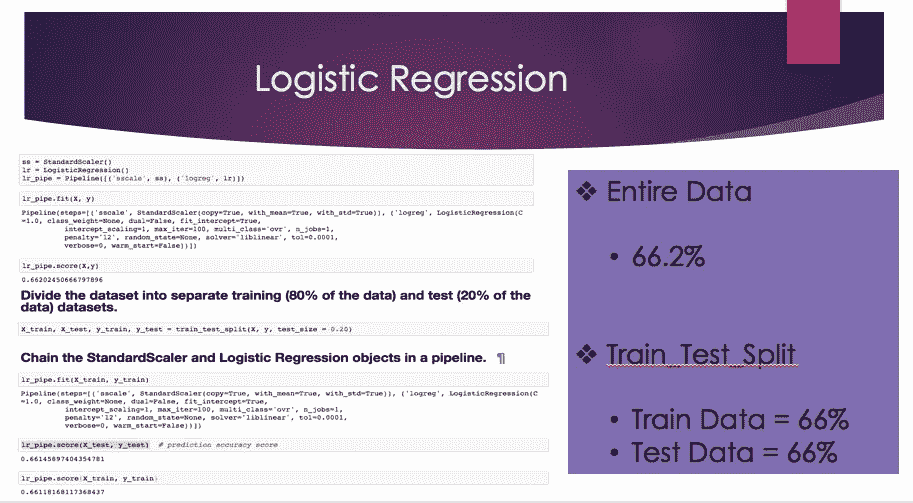 Logistic Regression
ss = StandardScaler()
lr = LogisticRegression()
lr_pipe = Pipeline([('sscale', ss), ('logreg', lr)])
lr_pipe.fit(X, y)
Pipeline(steps=[('sscale', StandardScaler(copy=True, with_mean=True, with_std=True)), ('logreg', LogisticRegression(C
=1.0, class_weight=None, dual=False, fit_intercept=True,
intercept_scaling=1, max_iter=100, multi_class='ovr', n_jobs=1,
penalty='l2', random_state=None, solver='liblinear', tol=0.0001,
verbose=0, warm_start=False))])
lr_pipe.score(X,y)
0.66202450666797896
Divide the dataset into separate training (80% of the data) and test (20% of the
data) datasets.
X_train, X_test, y_train, y_test = train_test_split(X, y, test_size = 0.20)
Chain the StandardScaler and Logistic Regression objects in a pipeline. ¶
lr_pipe.fit(X_train, y_train)
Pipeline(steps=[('sscale', StandardScaler(copy=True, with_mean=True, with_std=True)), ('logreg', LogisticRegression(C
=1.0, class_weight=None, dual=False, fit_intercept=True,
intercept_scaling=1, max_iter=100, multi_class='ovr', n_jobs=1,
penalty='l2', random_state=None, solver='liblinear', tol=0.0001,
verbose=0, warm_start=False))])
lr_pipe.score(X_test, y_test) # prediction accuracy score
0.66145897404354781
lr_pipe.score(X_train, y_train)
0.66118168117368437
❖ Entire Data
• 66.2%
❖ Train_Test_Split
• Train Data = 66%
• Test Data = 66%